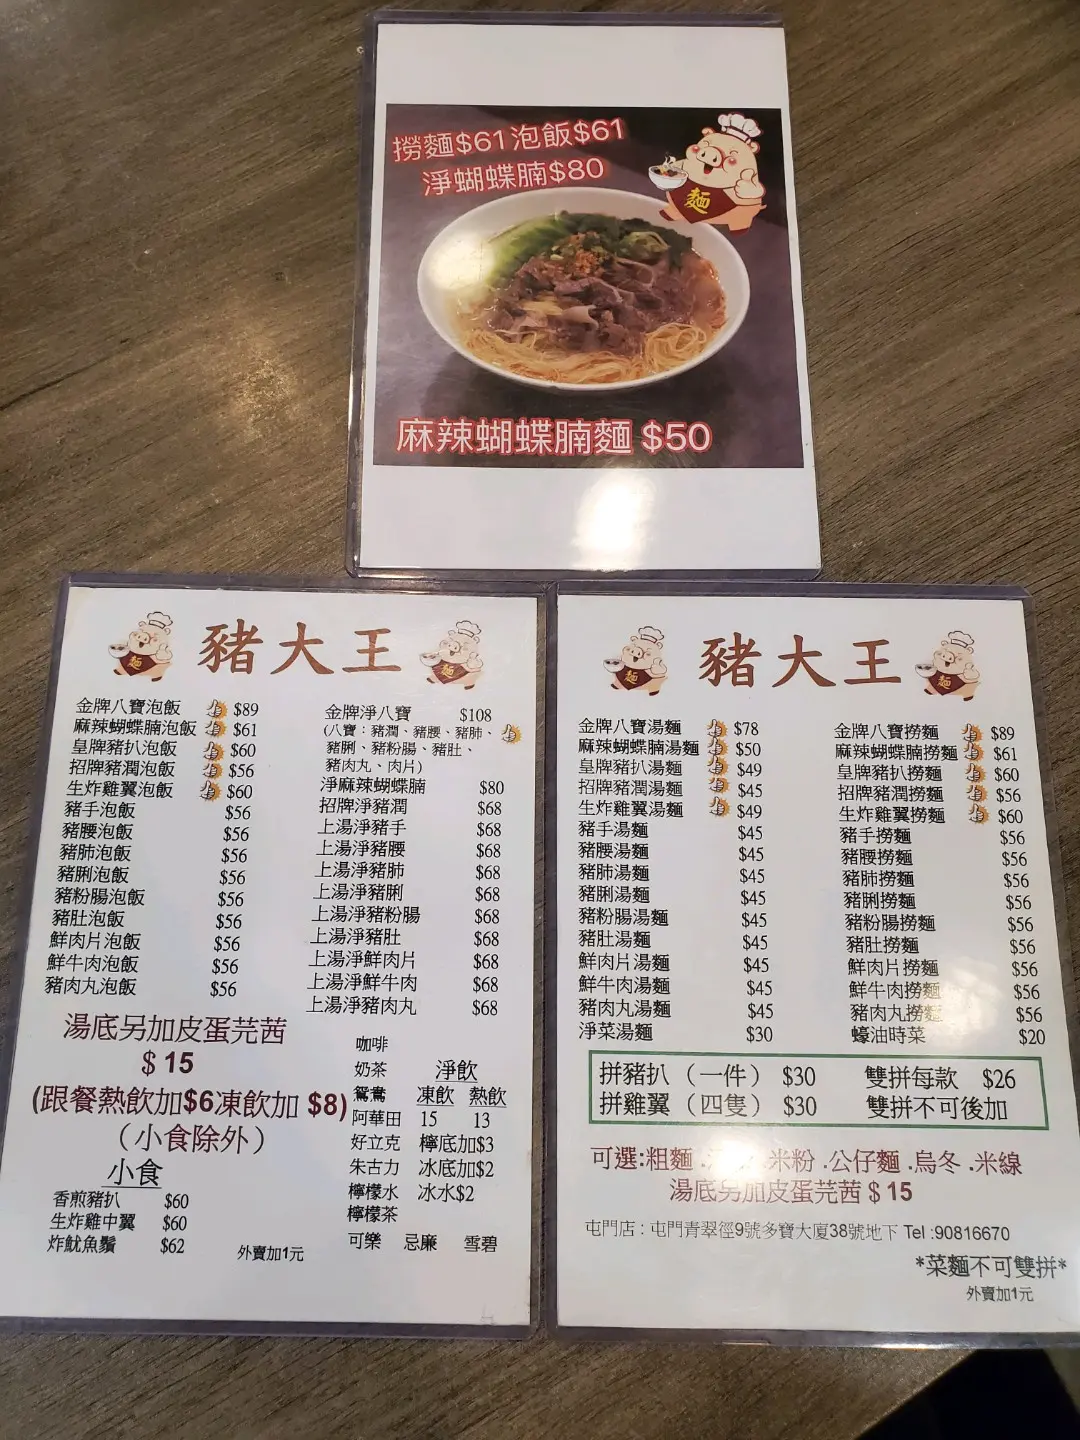 撈麵$61泡飯$61
淨蝴蝶腩$80
麵
麻辣蝴蝶腩麵 $50
豬大王
麵
麵
金牌八寶泡飯 $89
麻辣蝴蝶腩泡飯 $61
皇牌豬扒泡飯 $60
招牌豬潤泡飯 $56
生炸雞翼泡飯 $60
豬手泡飯 $56
豬腰泡飯 $56
豬肺泡飯 $56
豬脷泡飯 $56
豬粉腸泡飯 $56
豬肚泡飯 $56
鮮肉片泡飯 $56
鮮牛肉泡飯 $56
豬肉丸泡飯 $56
金牌淨八寶 $108
(八寶：豬潤、豬腰、豬肺、
豬脷、豬粉腸、豬肚、
豬肉丸、肉片)
淨麻辣蝴蝶腩 $80
招牌淨豬潤 $68
上湯淨豬手 $68
上湯淨豬腰 $68
上湯淨豬肺 $68
上湯淨豬脷 $68
上湯淨豬粉腸 $68
上湯淨豬肚 $68
上湯淨鮮肉片 $68
上湯淨鮮牛肉 $68
上湯淨豬肉丸 $68
湯底另加皮蛋芫茜
$ 15
(跟餐熱飲加$6凍飲加 $8)
（小食除外）
小食
香煎豬扒 $60
生炸雞中翼 $60
炸魷魚鬚 $62
外賣加1元
咖啡
奶茶 淨飲
鴛鴦 凍飲 熱飲
阿華田 15 13
好立克 檸底加$3
朱古力 冰底加$2
檸檬水 冰水$2
檸檬茶
可樂 忌廉 雪碧
豬大王
麵
麵
金牌八寶湯麵 $78
麻辣蝴蝶腩湯麵 $50
皇牌豬扒湯麵 $49
招牌豬潤湯麵 $45
生炸雞翼湯麵 $49
豬手湯麵 $45
豬腰湯麵 $45
豬肺湯麵 $45
豬脷湯麵 $45
豬粉腸湯麵 $45
豬肚湯麵 $45
鮮肉片湯麵 $45
鮮牛肉湯麵 $45
豬肉丸湯麵 $45
淨菜湯麵 $30
金牌八寶撈麵 $89
麻辣蝴蝶腩撈麵 $61
皇牌豬扒撈麵 $60
招牌豬潤撈麵 $56
生炸雞翼撈麵 $60
豬手撈麵 $56
豬腰撈麵 $56
豬肺撈麵 $56
豬脷撈麵 $56
豬粉腸撈麵 $56
豬肚撈麵 $56
鮮肉片撈麵 $56
鮮牛肉撈麵 $56
豬肉丸撈麵 $56
蠔油時菜 $20
拼豬扒（一件） $30 雙拼每款 $26
拼雞翼（四隻） $30 雙拼不可後加
可選:粗麵 .米粉 .公仔麵 .烏冬 .米線
湯底另加皮蛋芫茜 $ 15
屯門店：屯門青翠徑9號多寶大廈38號地下 Tel :90816670
*菜麵不可雙拼*
外賣加1元